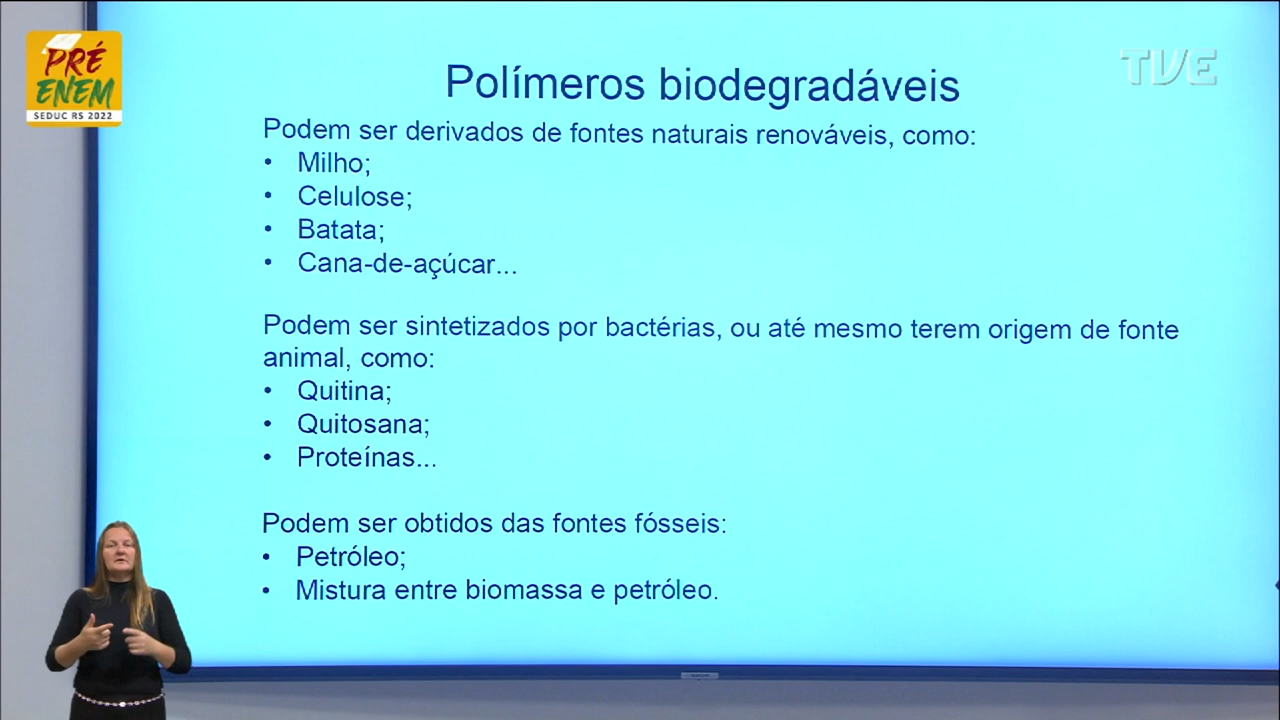 PRÉ
ENEM
SEDUC RS 2022
TVE
Polímeros biodegradáveis
Podem ser derivados de fontes naturais renováveis, como:
• Milho;
• Celulose;
• Batata;
• Cana-de-açúcar...
Podem ser sintetizados por bactérias, ou até mesmo terem origem de fonte
animal, como:
• Quitina;
• Quitosana;
• Proteínas...
Podem ser obtidos das fontes fósseis:
• Petróleo;
• Mistura entre biomassa e petróleo.